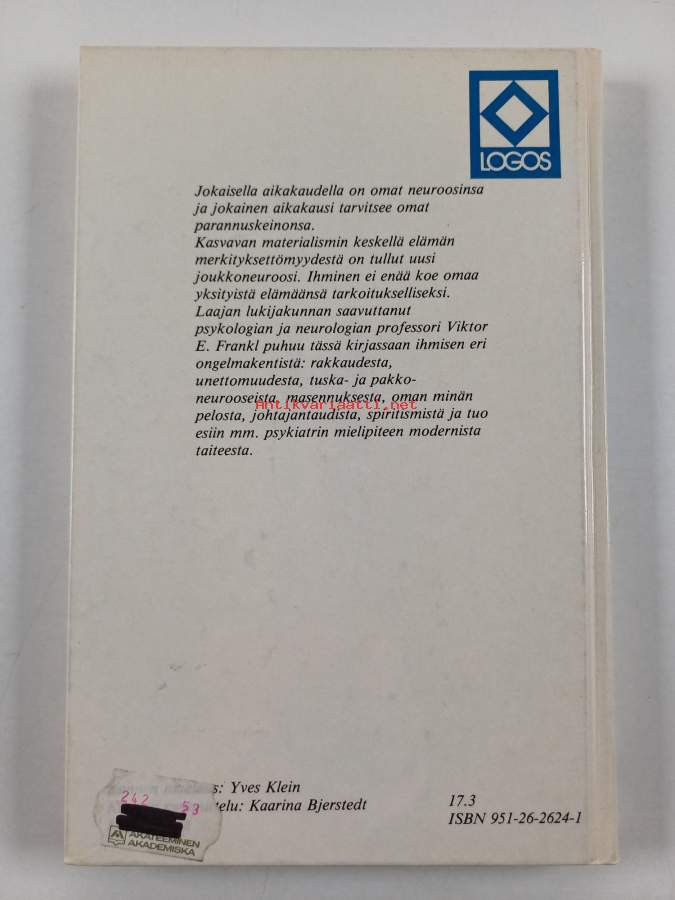 LOGOS
Jokaisella aikakaudella on omat neuroosinsa
ja jokainen aikakausi tarvitsee omat
parannuskeinonsa.
Kasvavan materialismin keskellä elämän
merkityksettömyydestä on tullut uusi
joukkoneuroosi. Ihminen ei enää koe omaa
yksityistä elämäänsä tarkoitukselliseksi.
Laajan lukijakunnan saavuttanut
psykologian ja neurologian professori Viktor
E. Frankl puhuu tässä kirjassaan ihmisen eri
ongelmakentistä: rakkaudesta,
unettomuudesta, tuska- ja pakko-
neurooseista, masennuksesta, oman minän
Antikvariaatti.net
pelosta, johtajantaudista, spiritismistä ja tuo
esiin mm. psykiatrin mielipiteen modernista
taiteesta.
: Yves Klein
telu: Kaarina Bjerstedt
17.3
ISBN 951-26-2624-1
242 53
AKATEEMINEN
AKADEMISKA